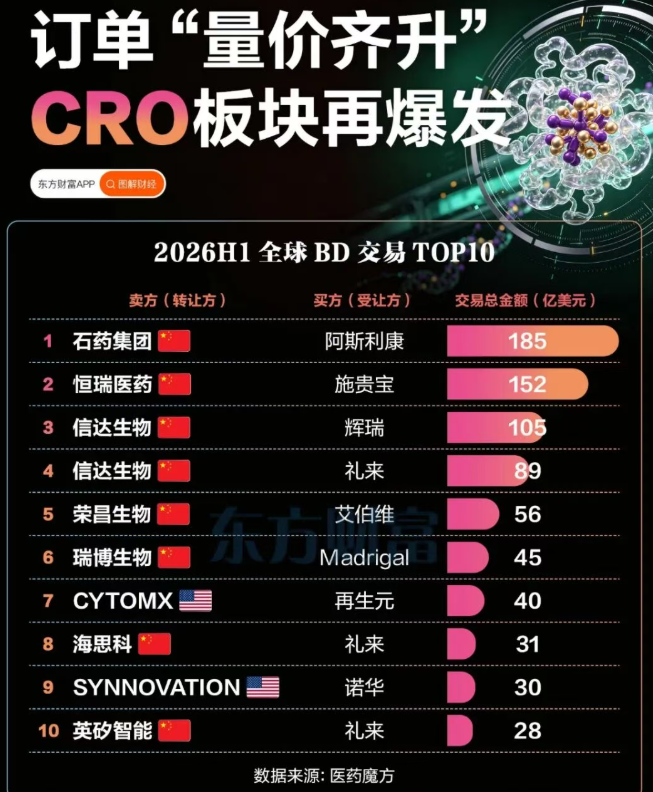 订单“量价齐升”
CRO板块再爆发
东方财富APP 图解财经
2026H1 全球 BD 交易 TOP10
卖方（转让方） 买方（受让方） 交易总金额（亿美元）
1 石药集团 阿斯利康 185
2 恒瑞医药 施贵宝 152
3 信达生物 辉瑞 105
4 信达生物 礼来 89
5 荣昌生物 艾伯维 56
东方财富
6 瑞博生物 Madrigal 45
7 CYTOMX 再生元 40
8 海思科 礼来 31
9 SYNNOVATION 诺华 30
10 英矽智能 礼来 28
数据来源：医药魔方